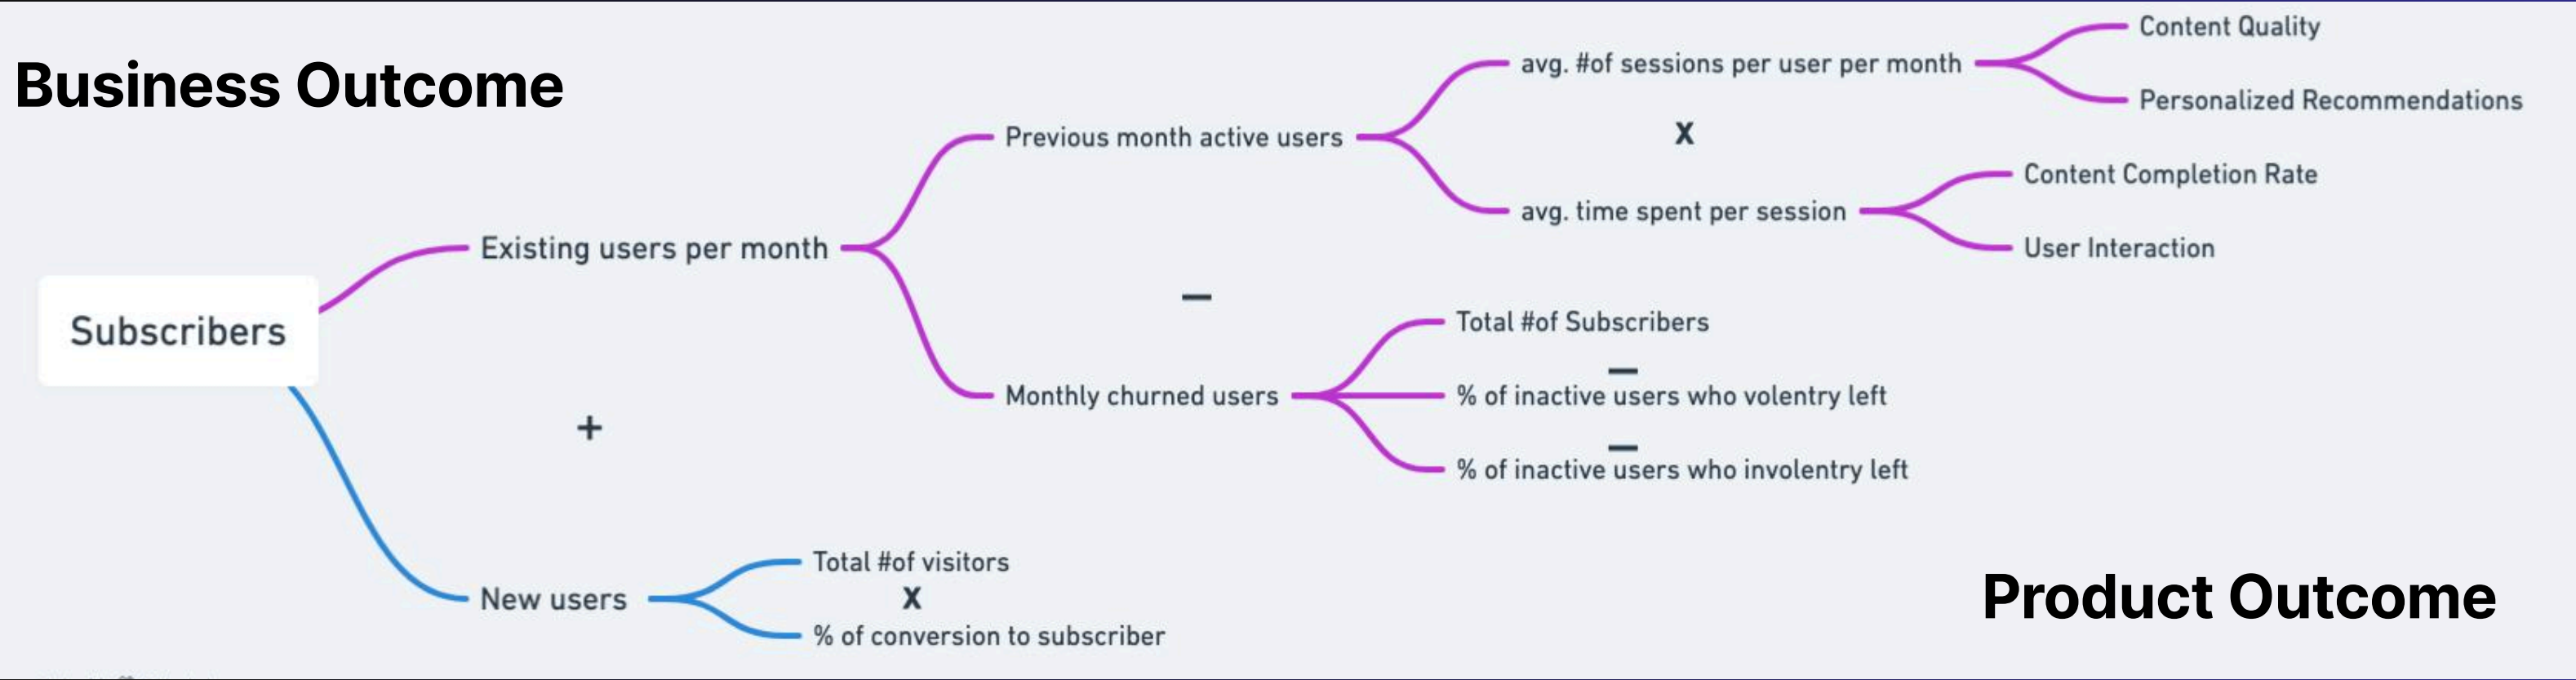 Business Outcome
Subscribers
Existing users per month
Previous month active users
avg. #of sessions per user per month
Content Quality
Personalized Recommendations
x
avg. time spent per session
Content Completion Rate
User Interaction
–
Monthly churned users
Total #of Subscribers
–
% of inactive users who volentry left
–
% of inactive users who involentry left
+
New users
Total #of visitors
x
% of conversion to subscriber
Product Outcome